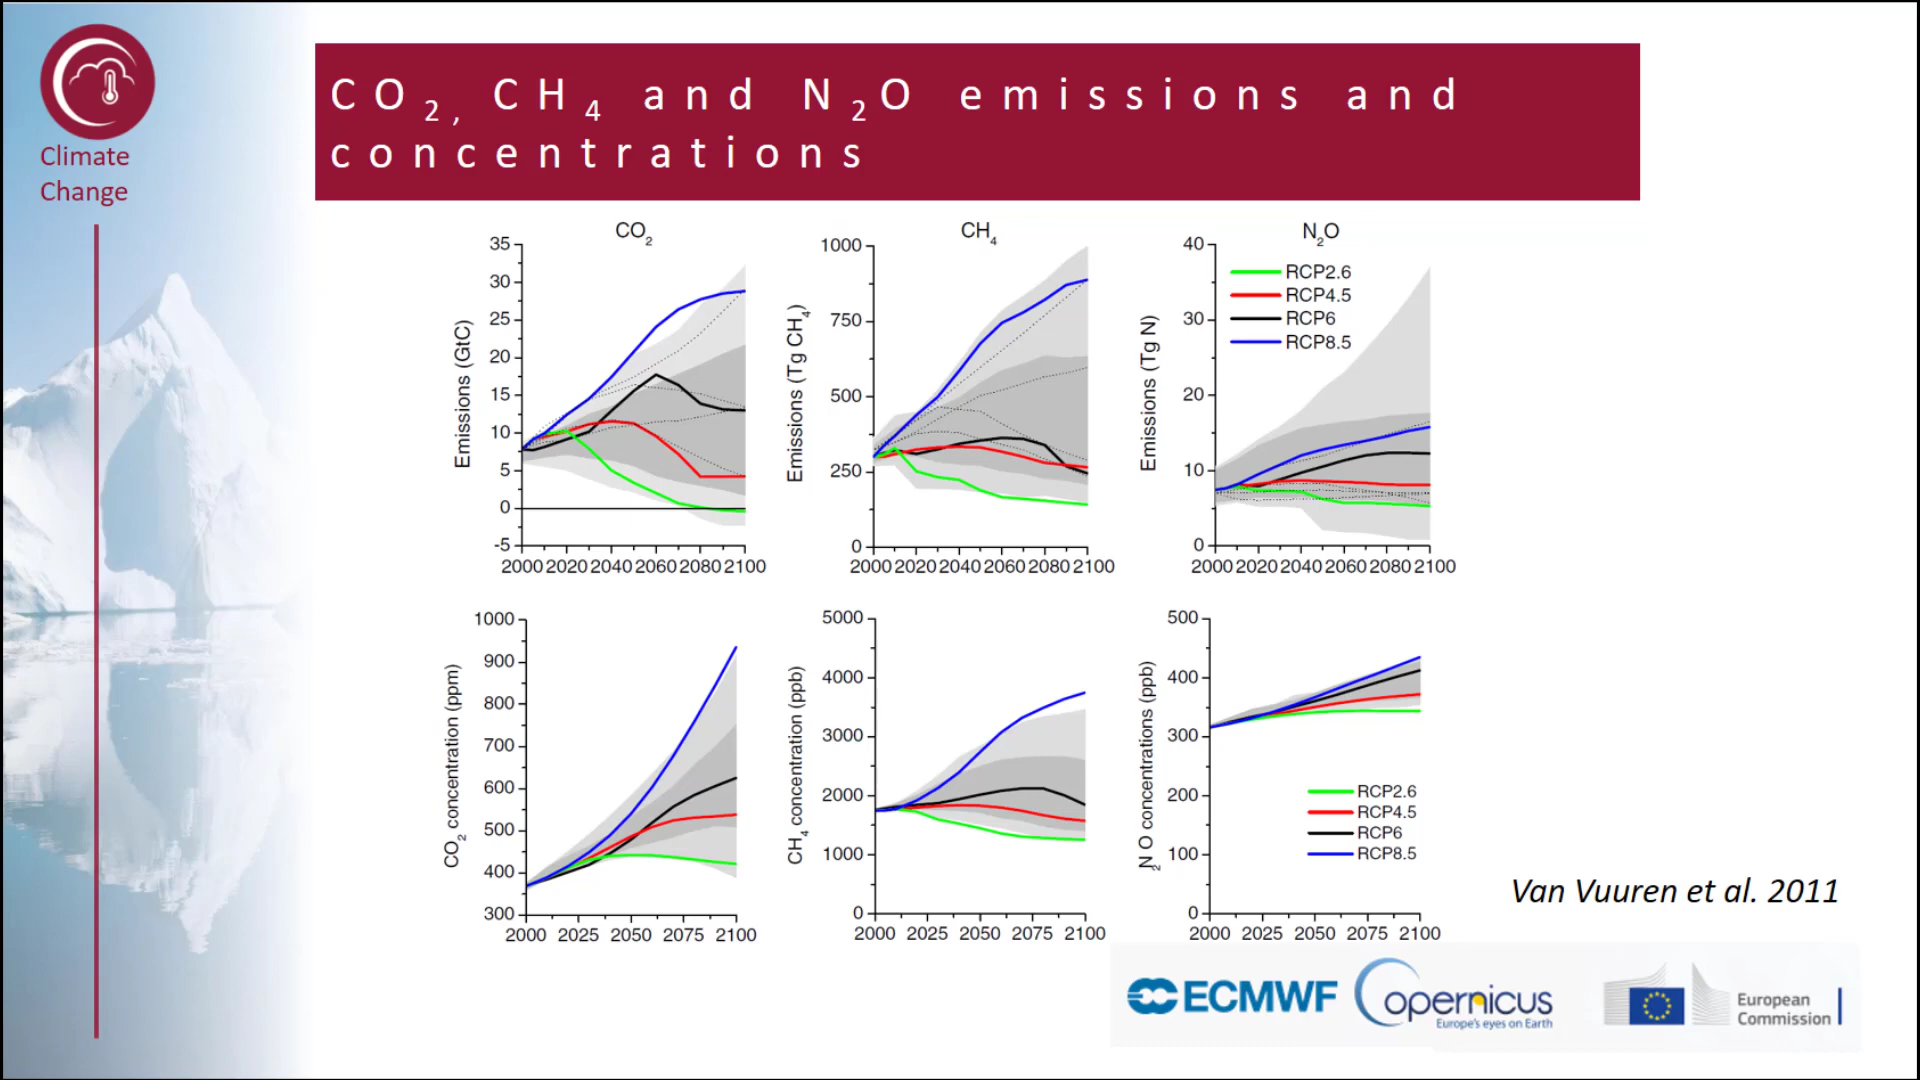 Climate
Change
CO2, CH4 and N2O emissions and
concentrations
CO2
35
30
25
20
15
10
5
0
-5
Emissions (GtC)
2000 2020 2040 2060 2080 2100
CH4
1000
750
500
250
0
Emissions (Tg CH4)
2000 2020 2040 2060 2080 2100
N2O
40
30
20
10
0
Emissions (Tg N)
RCP2.6
RCP4.5
RCP6
RCP8.5
2000 2020 2040 2060 2080 2100
1000
900
800
700
600
500
400
300
CO2 concentration (ppm)
2000 2025 2050 2075 2100
5000
4000
3000
2000
1000
0
CH4 concentration (ppb)
2000 2025 2050 2075 2100
500
400
300
200
100
0
N2O concentrations (ppb)
RCP2.6
RCP4.5
RCP6
RCP8.5
2000 2025 2050 2075 2100
Van Vuuren et al. 2011
ECMWF
Copernicus
Europe's eyes on Earth
European
Commission